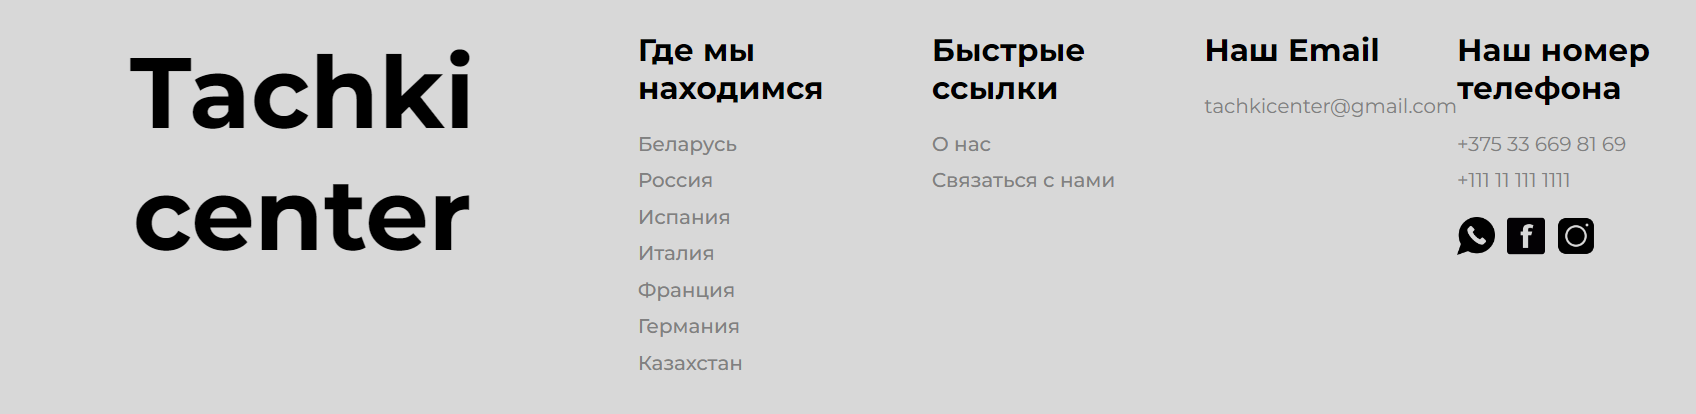 Tachki
center
Где мы
находимся
Беларусь
Россия
Испания
Италия
Франция
Германия
Казахстан
Быстрые
ссылки
О нас
Связаться с нами
Наш Email
tachkicenter@gmail.com
Наш номер
телефона
+375 33 669 81 69
+111 11 111 1111